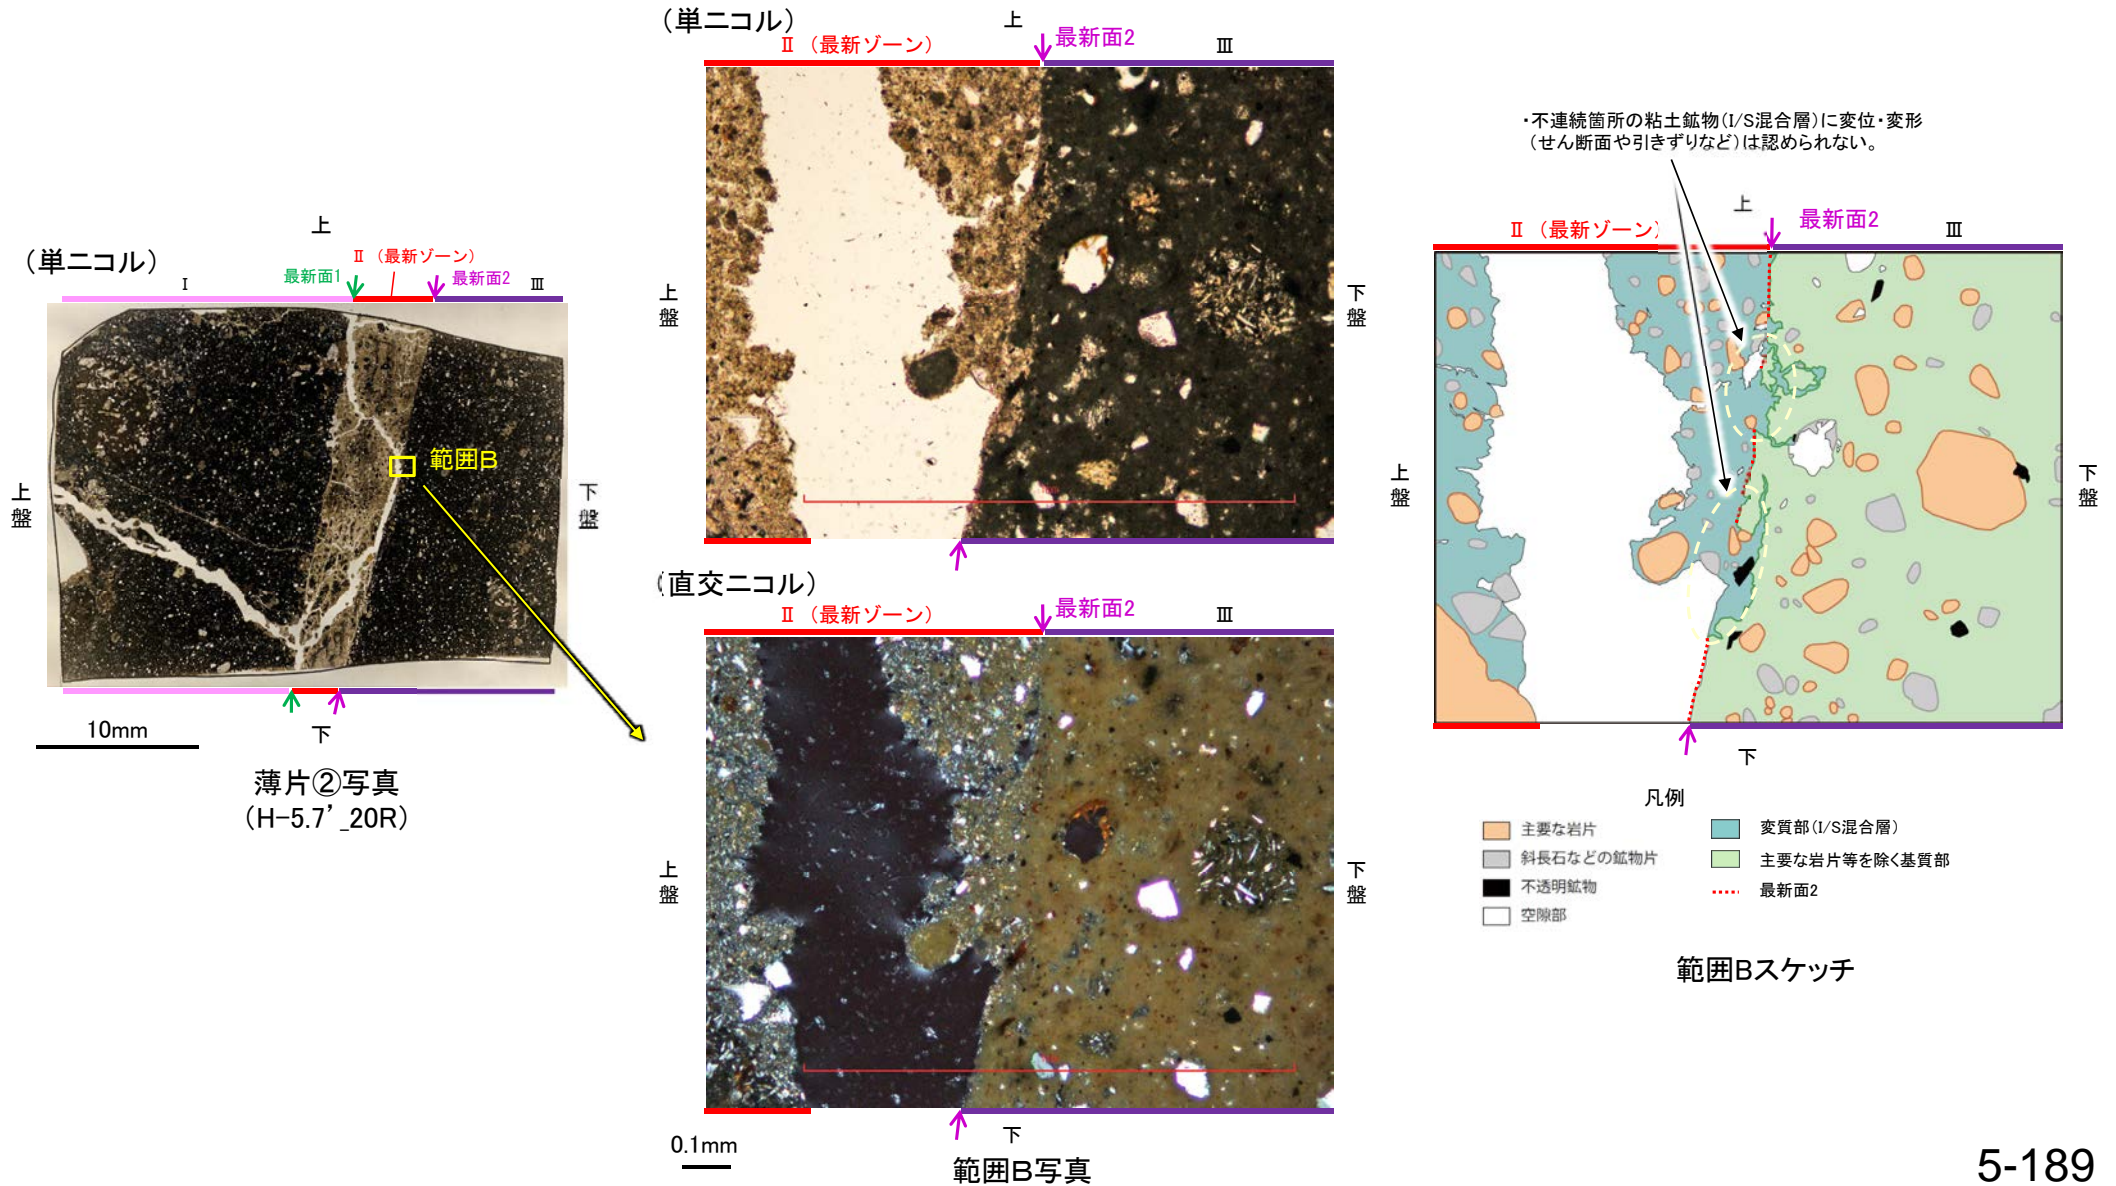 （単ニコル）
上
Ⅱ （最新ゾーン）
最新面1
最新面2
Ⅰ
Ⅲ
範囲B
上盤
下盤
下
10mm
薄片②写真
（H-5.7’_20R）
（単ニコル）
上
Ⅱ （最新ゾーン）
最新面2
Ⅲ
上盤
下盤
（直交ニコル）
Ⅱ （最新ゾーン）
最新面2
Ⅲ
上盤
下盤
下
0.1mm
範囲B写真
・不連続箇所の粘土鉱物（I/S混合層）に変位・変形
（せん断面や引きずりなど）は認められない。
上
Ⅱ （最新ゾーン）
最新面2
Ⅲ
上盤
下盤
下
凡例
主要な岩片
斜長石などの鉱物片
不透明鉱物
空隙部
変質部（I/S混合層）
主要な岩片等を除く基質部
最新面2
範囲Bスケッチ
5-189